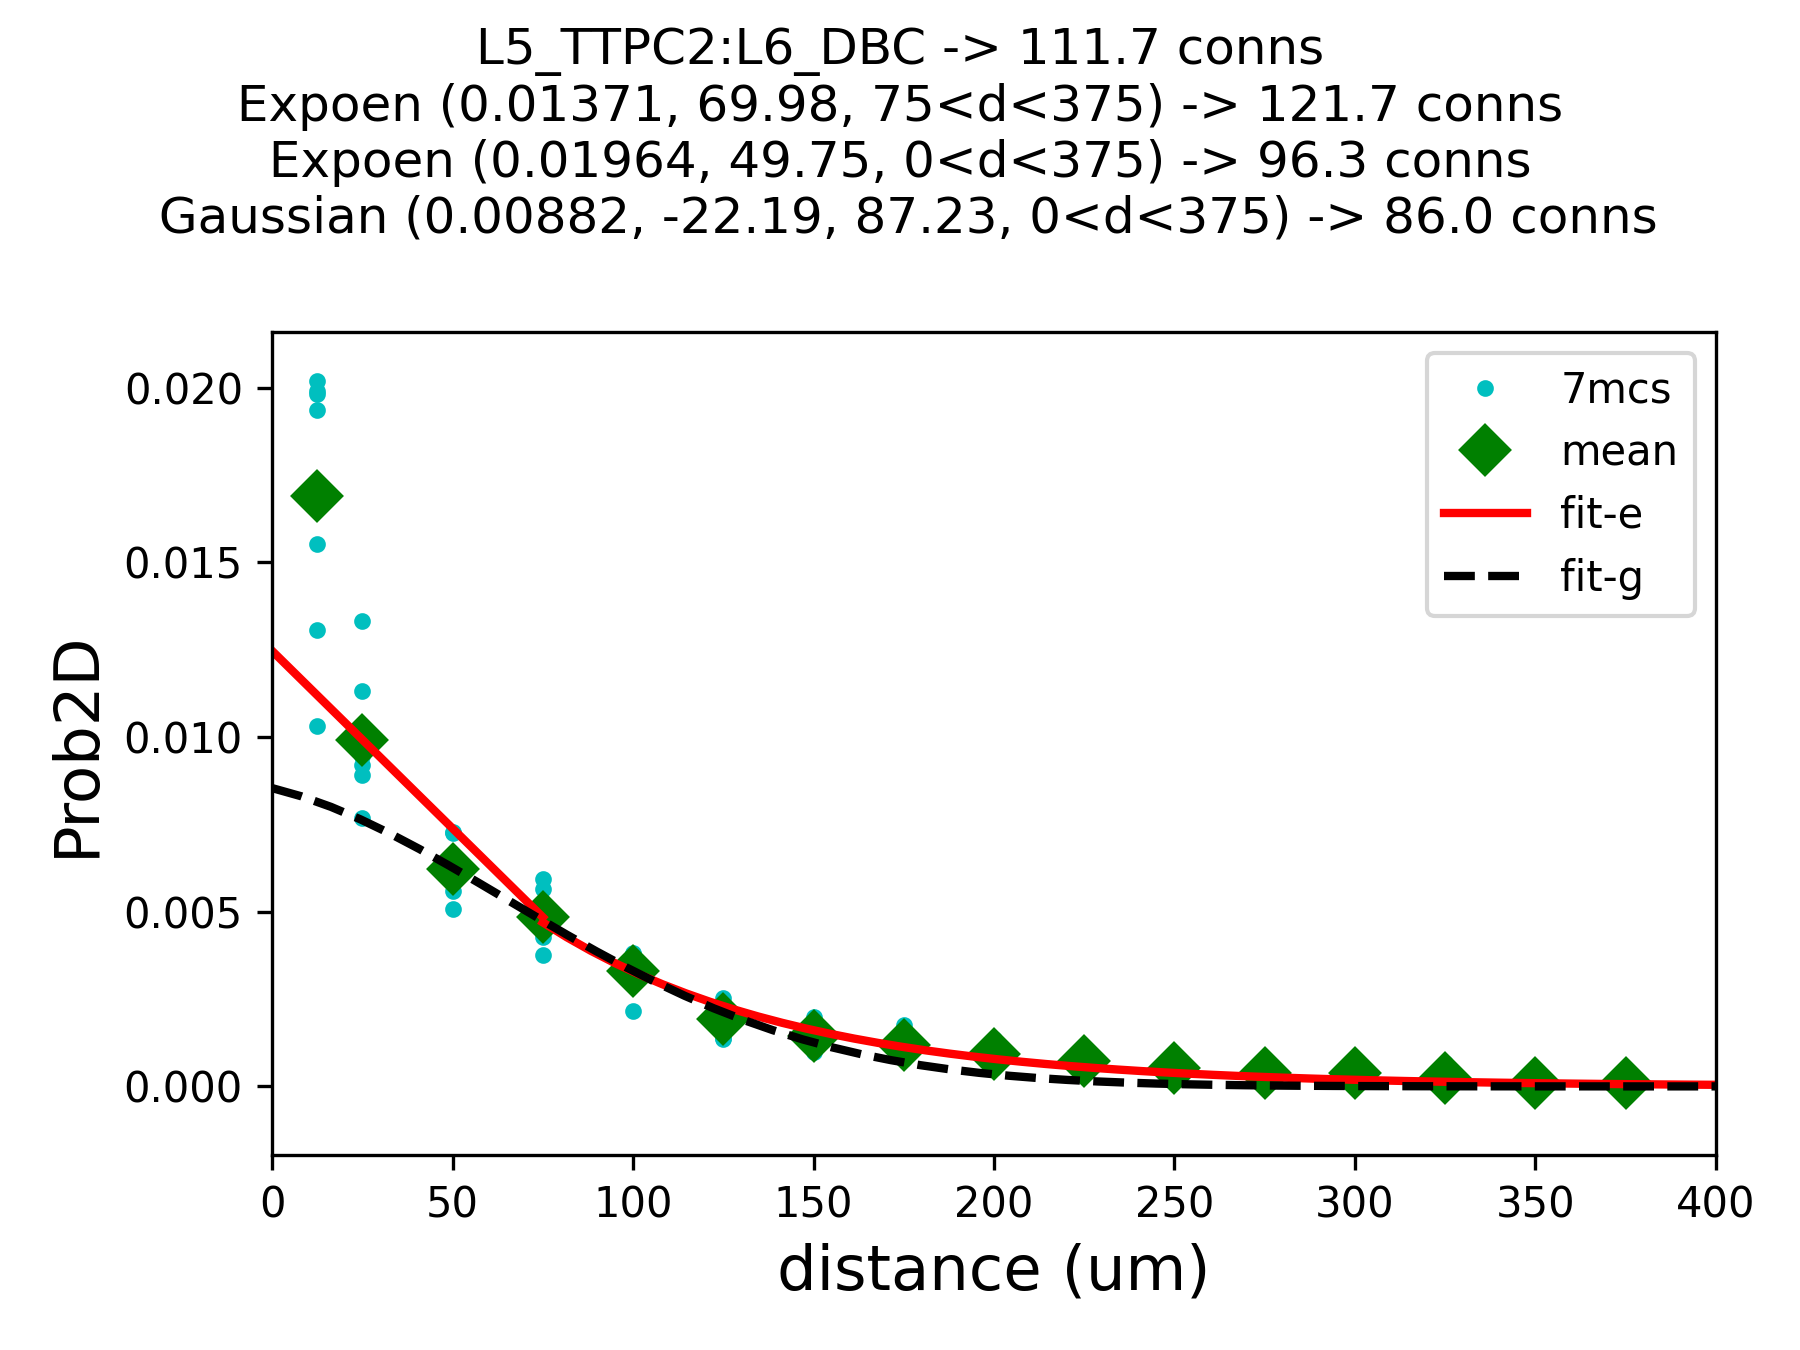 L5_TTPC2:L6_DBC -> 111.7 conns
Expoen (0.01371, 69.98, 75<d<375) -> 121.7 conns
Expoen (0.01964, 49.75, 0<d<375) -> 96.3 conns
Gaussian (0.00882, -22.19, 87.23, 0<d<375) -> 86.0 conns
7mcs
mean
fit-e
fit-g
Prob2D
0.020
0.015
0.010
0.005
0.000
0 50 100 150 200 250 300 350 400
distance (um)